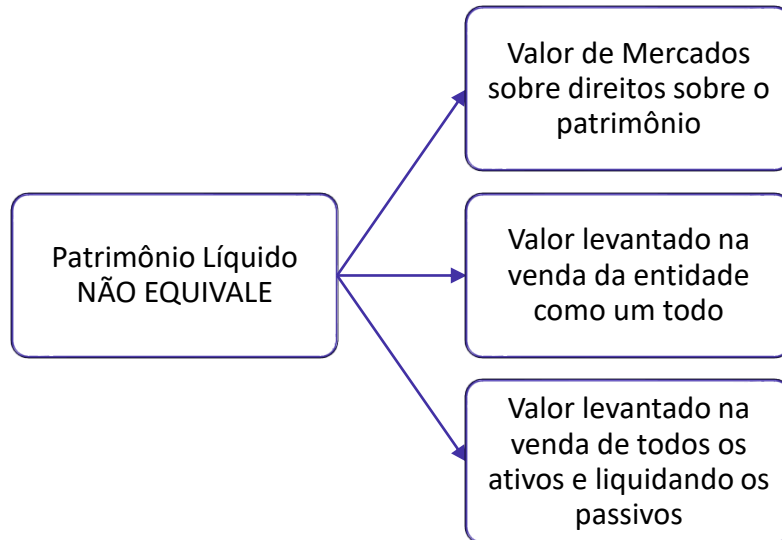 Patrimônio Líquido
NÃO EQUIVALE
Valor de Mercados
sobre direitos sobre o
patrimônio
Valor levantado na
venda da entidade
como um todo
Valor levantado na
venda de todos os
ativos e liquidando os
passivos